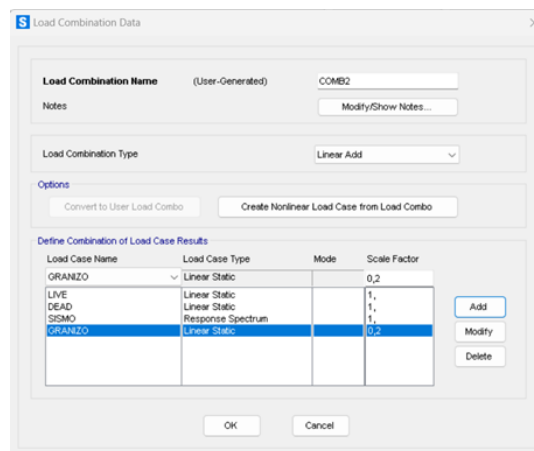 S Load Combination Data
Load Combination Name (User-Generated) COMB2
Notes Modify/Show Notes...
Load Combination Type Linear Add
Options
Convert to User Load Combo Create Nonlinear Load Case from Load Combo
Define Combination of Load Case Results
Load Case Name Load Case Type Mode Scale Factor
GRANIZO Linear Static 0,2
LIVE Linear Static 1,
DEAD Linear Static 1,
SISMO Response Spectrum 1,
GRANIZO Linear Static 0,2
Add
Modify
Delete
OK Cancel